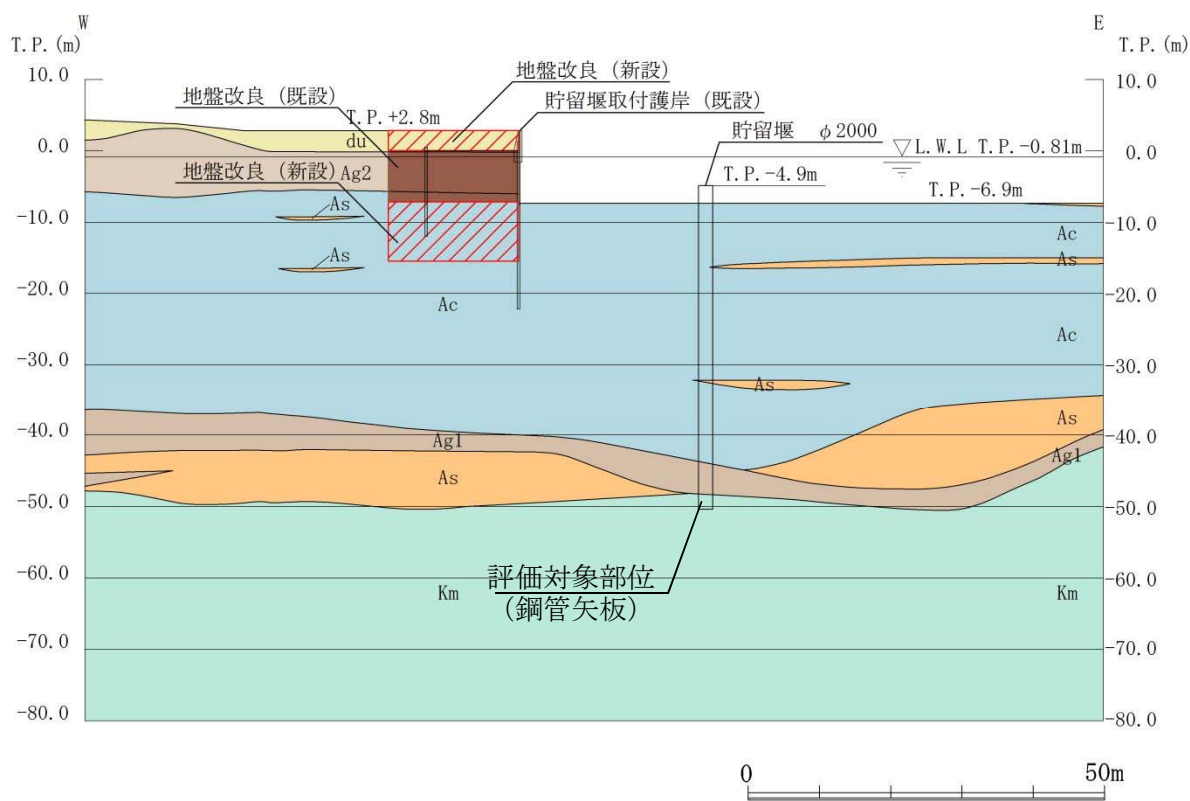 W
E
T.P.(m)
T.P.(m)
10.0
10.0
地盤改良（新設）
地盤改良（既設）
貯留堰取付護岸（既設）
T.P.+2.8m
貯留堰 φ2000
du
0.0
0.0
L.W.L T.P.-0.81m
地盤改良（新設）
Ag2
T.P.-4.9m
T.P.-6.9m
As
-10.0
-10.0
Ac
As
As
-20.0
-20.0
Ac
Ac
-30.0
-30.0
As
As
-40.0
-40.0
Ag1
Ag1
As
-50.0
-50.0
評価対象部位
（鋼管矢板）
-60.0
-60.0
Km
Km
-70.0
-70.0
-80.0
-80.0
0
50m